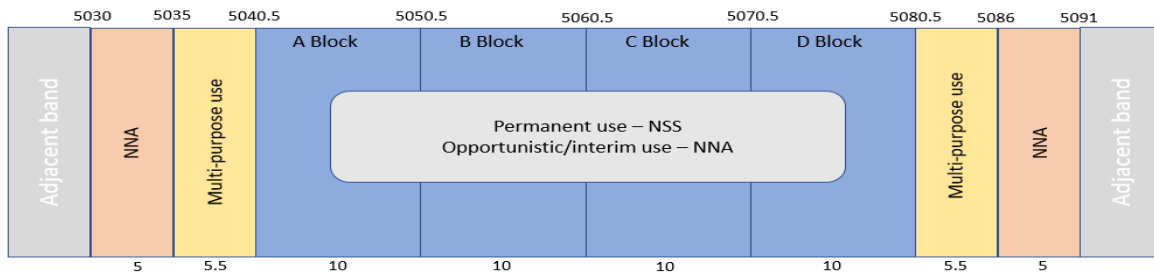 5030 5035 5040.5 5050.5 5060.5 5070.5 5080.5 5086 5091
Adjacent band
NNA
Multi-purpose use
A Block
B Block
C Block
D Block
Permanent use – NSS
Opportunistic/interim use – NNA
Multi-purpose use
NNA
Adjacent band
5 5.5 10 10 10 10 5.5 5